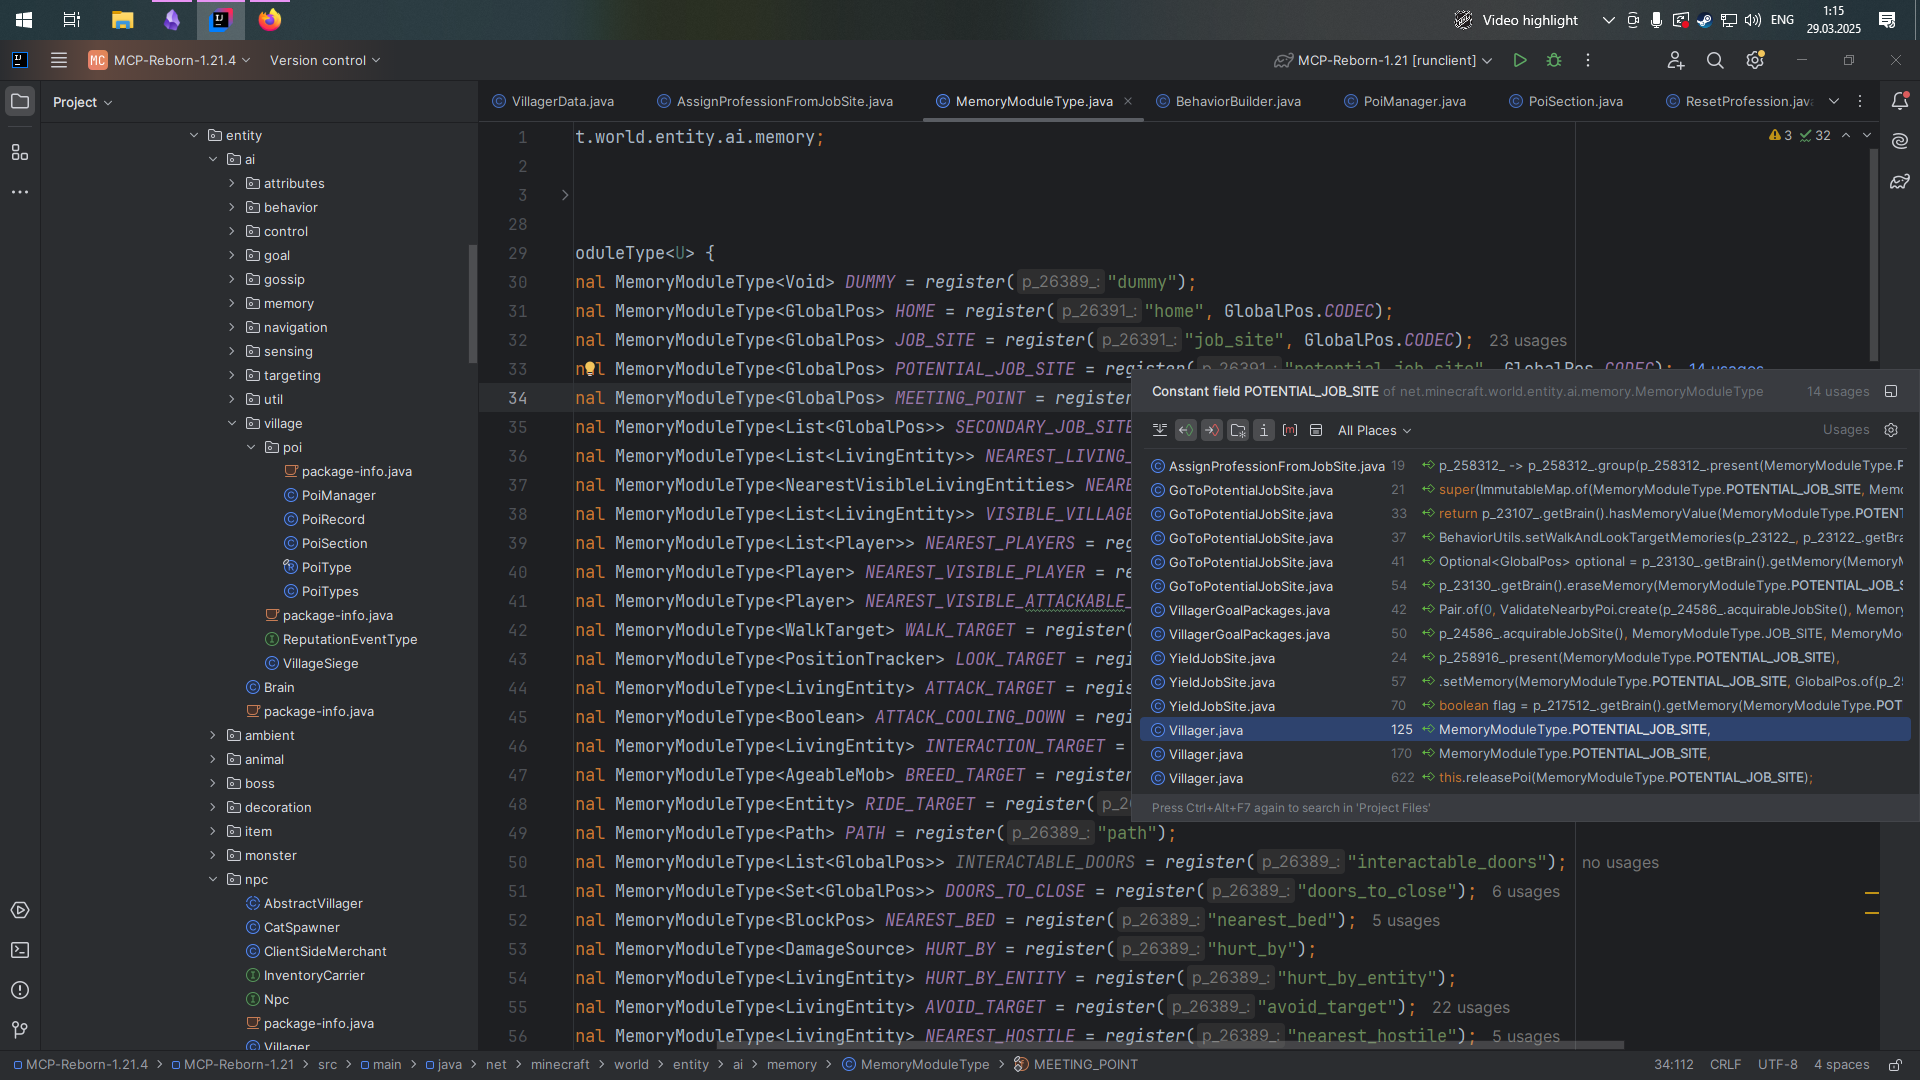 Video highlight
ENG
1:15
29.03.2025
MC MCP-Reborn-1.21.4
Version control
MCP-Reborn-1.21 [runclient]
Project
VillagerData.java
AssignProfessionFromJobSite.java
MemoryModuleType.java
BehaviorBuilder.java
PoiManager.java
PoiSection.java
ResetProfession.java
entity
ai
attributes
behavior
control
goal
gossip
memory
navigation
sensing
targeting
util
village
poi
package-info.java
PoiManager
PoiRecord
PoiSection
PoiType
PoiTypes
package-info.java
ReputationEventType
VillageSiege
Brain
package-info.java
ambient
animal
boss
decoration
item
monster
npc
AbstractVillager
CatSpawner
ClientSideMerchant
InventoryCarrier
Npc
package-info.java
Villager
3 32
1 t.world.entity.ai.memory;
2
3
28
29 oduleType<U> {
30 nal MemoryModuleType<Void> DUMMY = register( p_26389_: "dummy");
31 nal MemoryModuleType<GlobalPos> HOME = register( p_26391_: "home", GlobalPos.CODEC);
32 nal MemoryModuleType<GlobalPos> JOB_SITE = register( p_26391_: "job_site", GlobalPos.CODEC); 23 usages
33 nal MemoryModuleType<GlobalPos> POTENTIAL_JOB_SITE = register( p_26391_: "potential_job_site", GlobalPos.CODEC); 14 usages
34 nal MemoryModuleType<GlobalPos> MEETING_POINT = register
35 nal MemoryModuleType<List<GlobalPos>> SECONDARY_JOB_SITE
36 nal MemoryModuleType<List<LivingEntity>> NEAREST_LIVING_
37 nal MemoryModuleType<NearestVisibleLivingEntities> NEARE
38 nal MemoryModuleType<List<LivingEntity>> VISIBLE_VILLAGE
39 nal MemoryModuleType<List<Player>> NEAREST_PLAYERS = reg
40 nal MemoryModuleType<Player> NEAREST_VISIBLE_PLAYER = re
41 nal MemoryModuleType<Player> NEAREST_VISIBLE_ATTACKABLE_
42 nal MemoryModuleType<WalkTarget> WALK_TARGET = register(
43 nal MemoryModuleType<PositionTracker> LOOK_TARGET = regi
44 nal MemoryModuleType<LivingEntity> ATTACK_TARGET = regis
45 nal MemoryModuleType<Boolean> ATTACK_COOLING_DOWN = regi
46 nal MemoryModuleType<LivingEntity> INTERACTION_TARGET =
47 nal MemoryModuleType<AgeableMob> BREED_TARGET = register
48 nal MemoryModuleType<Entity> RIDE_TARGET = register( p_2
49 nal MemoryModuleType<Path> PATH = register( p_26389_: "path");
50 nal MemoryModuleType<List<GlobalPos>> INTERACTABLE_DOORS = register( p_26389_: "interactable_doors"); no usages
51 nal MemoryModuleType<Set<GlobalPos>> DOORS_TO_CLOSE = register( p_26389_: "doors_to_close"); 6 usages
52 nal MemoryModuleType<BlockPos> NEAREST_BED = register( p_26389_: "nearest_bed"); 5 usages
53 nal MemoryModuleType<DamageSource> HURT_BY = register( p_26389_: "hurt_by");
54 nal MemoryModuleType<LivingEntity> HURT_BY_ENTITY = register( p_26389_: "hurt_by_entity");
55 nal MemoryModuleType<LivingEntity> AVOID_TARGET = register( p_26389_: "avoid_target"); 22 usages
56 nal MemoryModuleType<LivingEntity> NEAREST_HOSTILE = register( p_26389_: "nearest_hostile"); 5 usages
Constant field POTENTIAL_JOB_SITE of net.minecraft.world.entity.ai.memory.MemoryModuleType 14 usages
All Places
Usages
AssignProfessionFromJobSite.java 19 p_258312_ -> p_258312_.group(p_258312_.present(MemoryModuleType.P
GoToPotentialJobSite.java 21 super(ImmutableMap.of(MemoryModuleType.POTENTIAL_JOB_SITE, Memo
GoToPotentialJobSite.java 33 return p_23107_.getBrain().hasMemoryValue(MemoryModuleType.POTENT
GoToPotentialJobSite.java 37 BehaviorUtils.setWalkAndLookTargetMemories(p_23122_, p_23122_.getBra
GoToPotentialJobSite.java 41 Optional<GlobalPos> optional = p_23130_.getBrain().getMemory(MemoryM
GoToPotentialJobSite.java 54 p_23130_.getBrain().eraseMemory(MemoryModuleType.POTENTIAL_JOB_S
VillagerGoalPackages.java 42 Pair.of(0, ValidateNearbyPoi.create(p_24586_.acquirableJobSite(), Memory
VillagerGoalPackages.java 50 p_24586_.acquirableJobSite(), MemoryModuleType.JOB_SITE, MemoryMo
YieldJobSite.java 24 p_258916_.present(MemoryModuleType.POTENTIAL_JOB_SITE),
YieldJobSite.java 57 .setMemory(MemoryModuleType.POTENTIAL_JOB_SITE, GlobalPos.of(p_25
YieldJobSite.java 70 boolean flag = p_217512_.getBrain().getMemory(MemoryModuleType.POT
Villager.java 125 MemoryModuleType.POTENTIAL_JOB_SITE,
Villager.java 170 MemoryModuleType.POTENTIAL_JOB_SITE,
Villager.java 622 this.releasePoi(MemoryModuleType.POTENTIAL_JOB_SITE);
Press Ctrl+Alt+F7 again to search in 'Project Files'
MCP-Reborn-1.21.4 > MCP-Reborn-1.21 > src > main > java > net > minecraft > world > entity > ai > memory > MemoryModuleType > MEETING_POINT
34:112 CRLF UTF-8 4 spaces